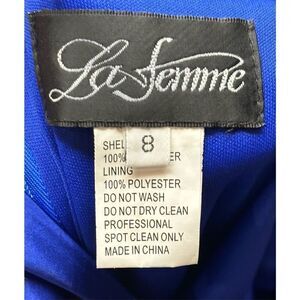 La Femme
8
SHEL
100% ER
LINING
100% POLYESTER
DO NOT WASH
DO NOT DRY CLEAN
PROFESSIONAL
SPOT CLEAN ONLY
MADE IN CHINA